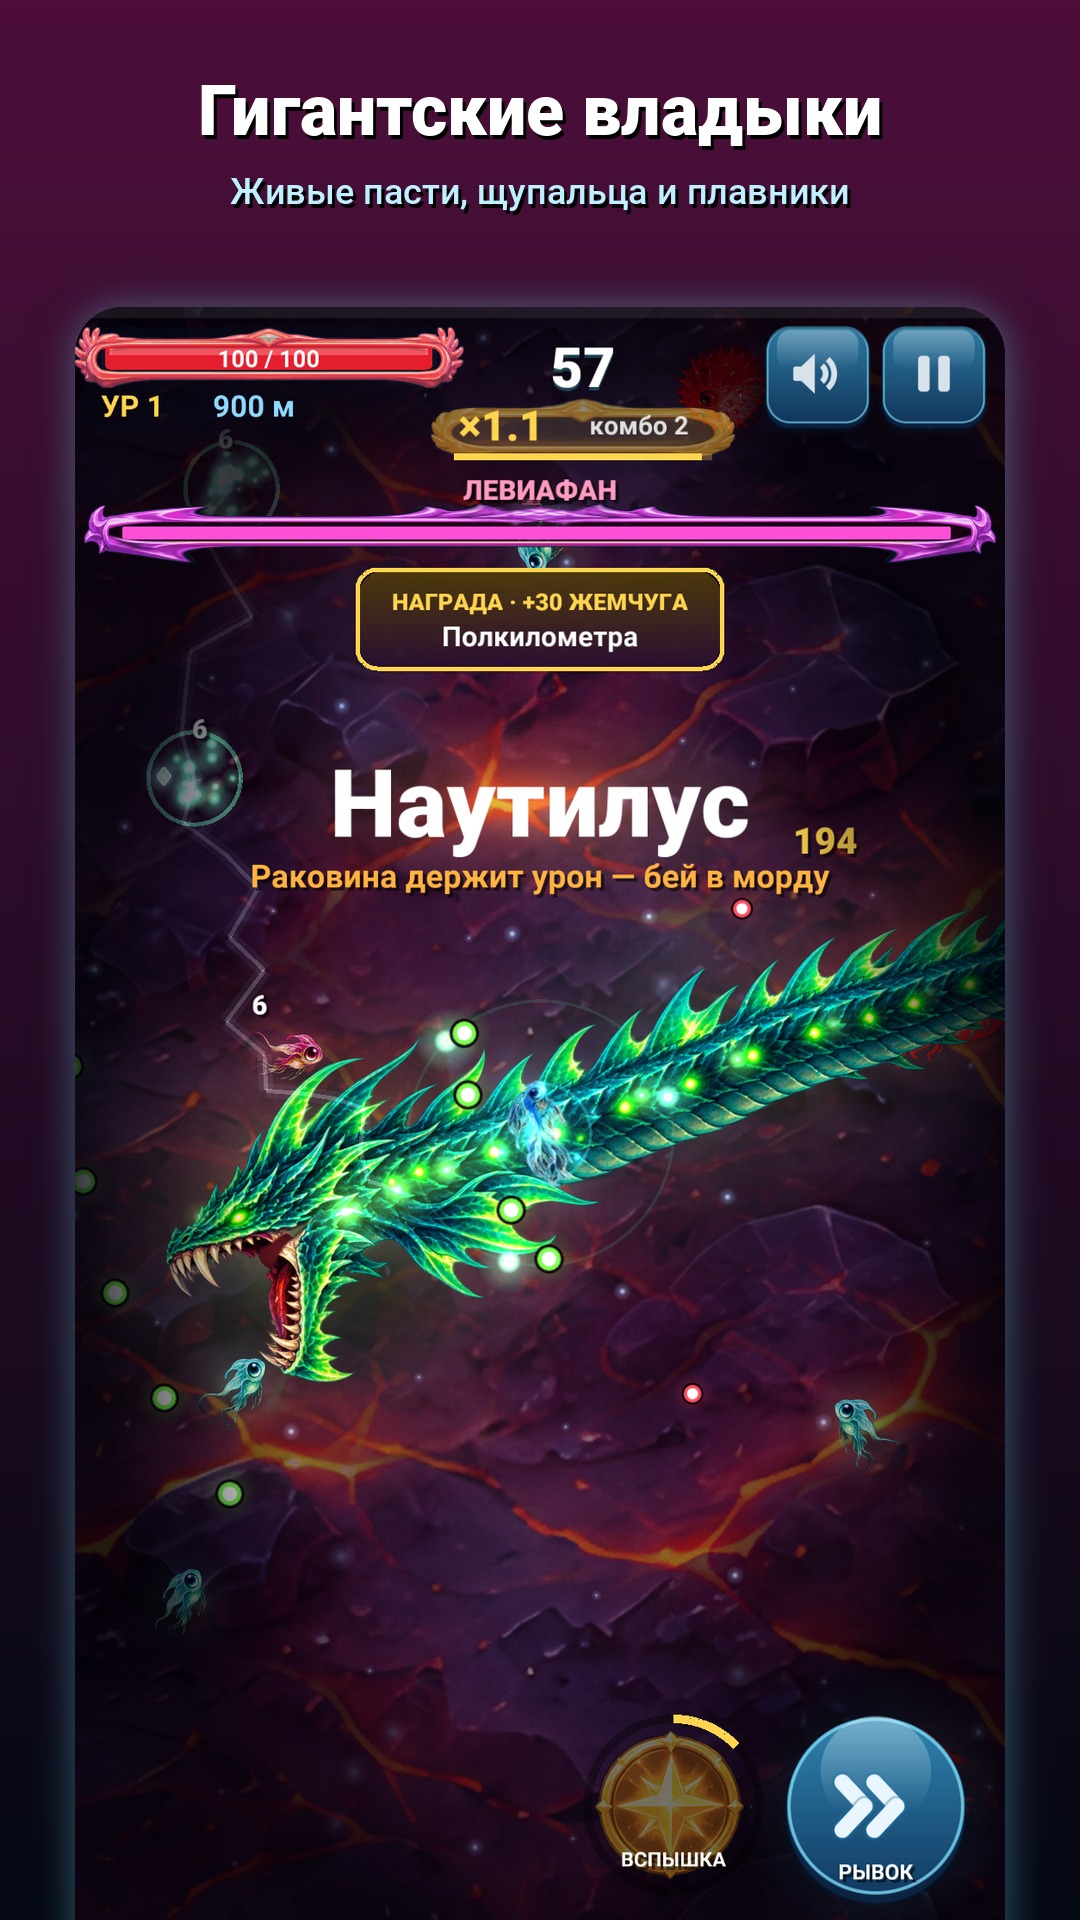 Гигантские владыки
Живые пасти, щупальца и плавники
100 / 100
57
УР 1
900 м
×1.1
комбо 2
6
ЛЕВИАФАН
НАГРАДА · +30 ЖЕМЧУГА
Полкилометра
6
Наутилус
194
Раковина держит урон — бей в морду
6
ВСПЫШКА
РЫВОК